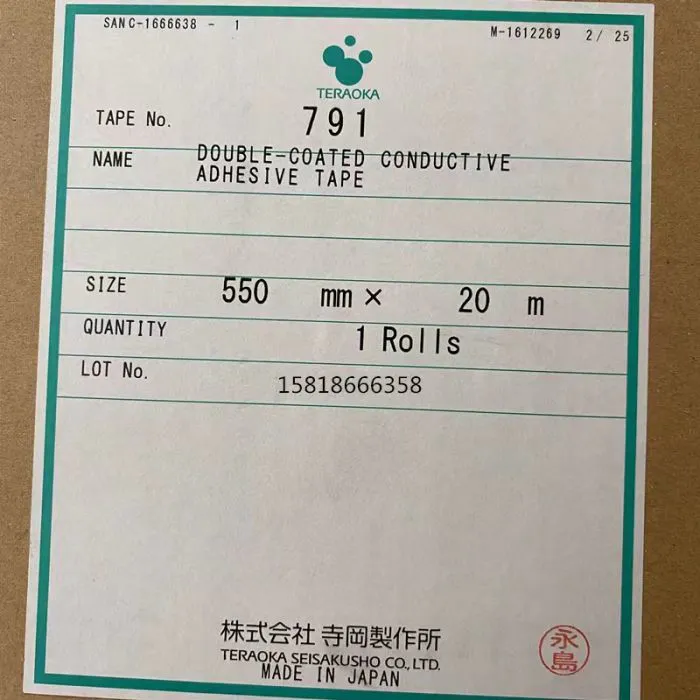 SANC-1666638 - 1
M-1612269 2/ 25
TERAOKA
TAPE No. 791
NAME DOUBLE-COATED CONDUCTIVE
ADHESIVE TAPE
SIZE 550 mm × 20 m
QUANTITY 1 Rolls
LOT No. 15818666358
株式会社 寺岡製作所
TERAOKA SEISAKUSHO CO., LTD.
MADE IN JAPAN
永島